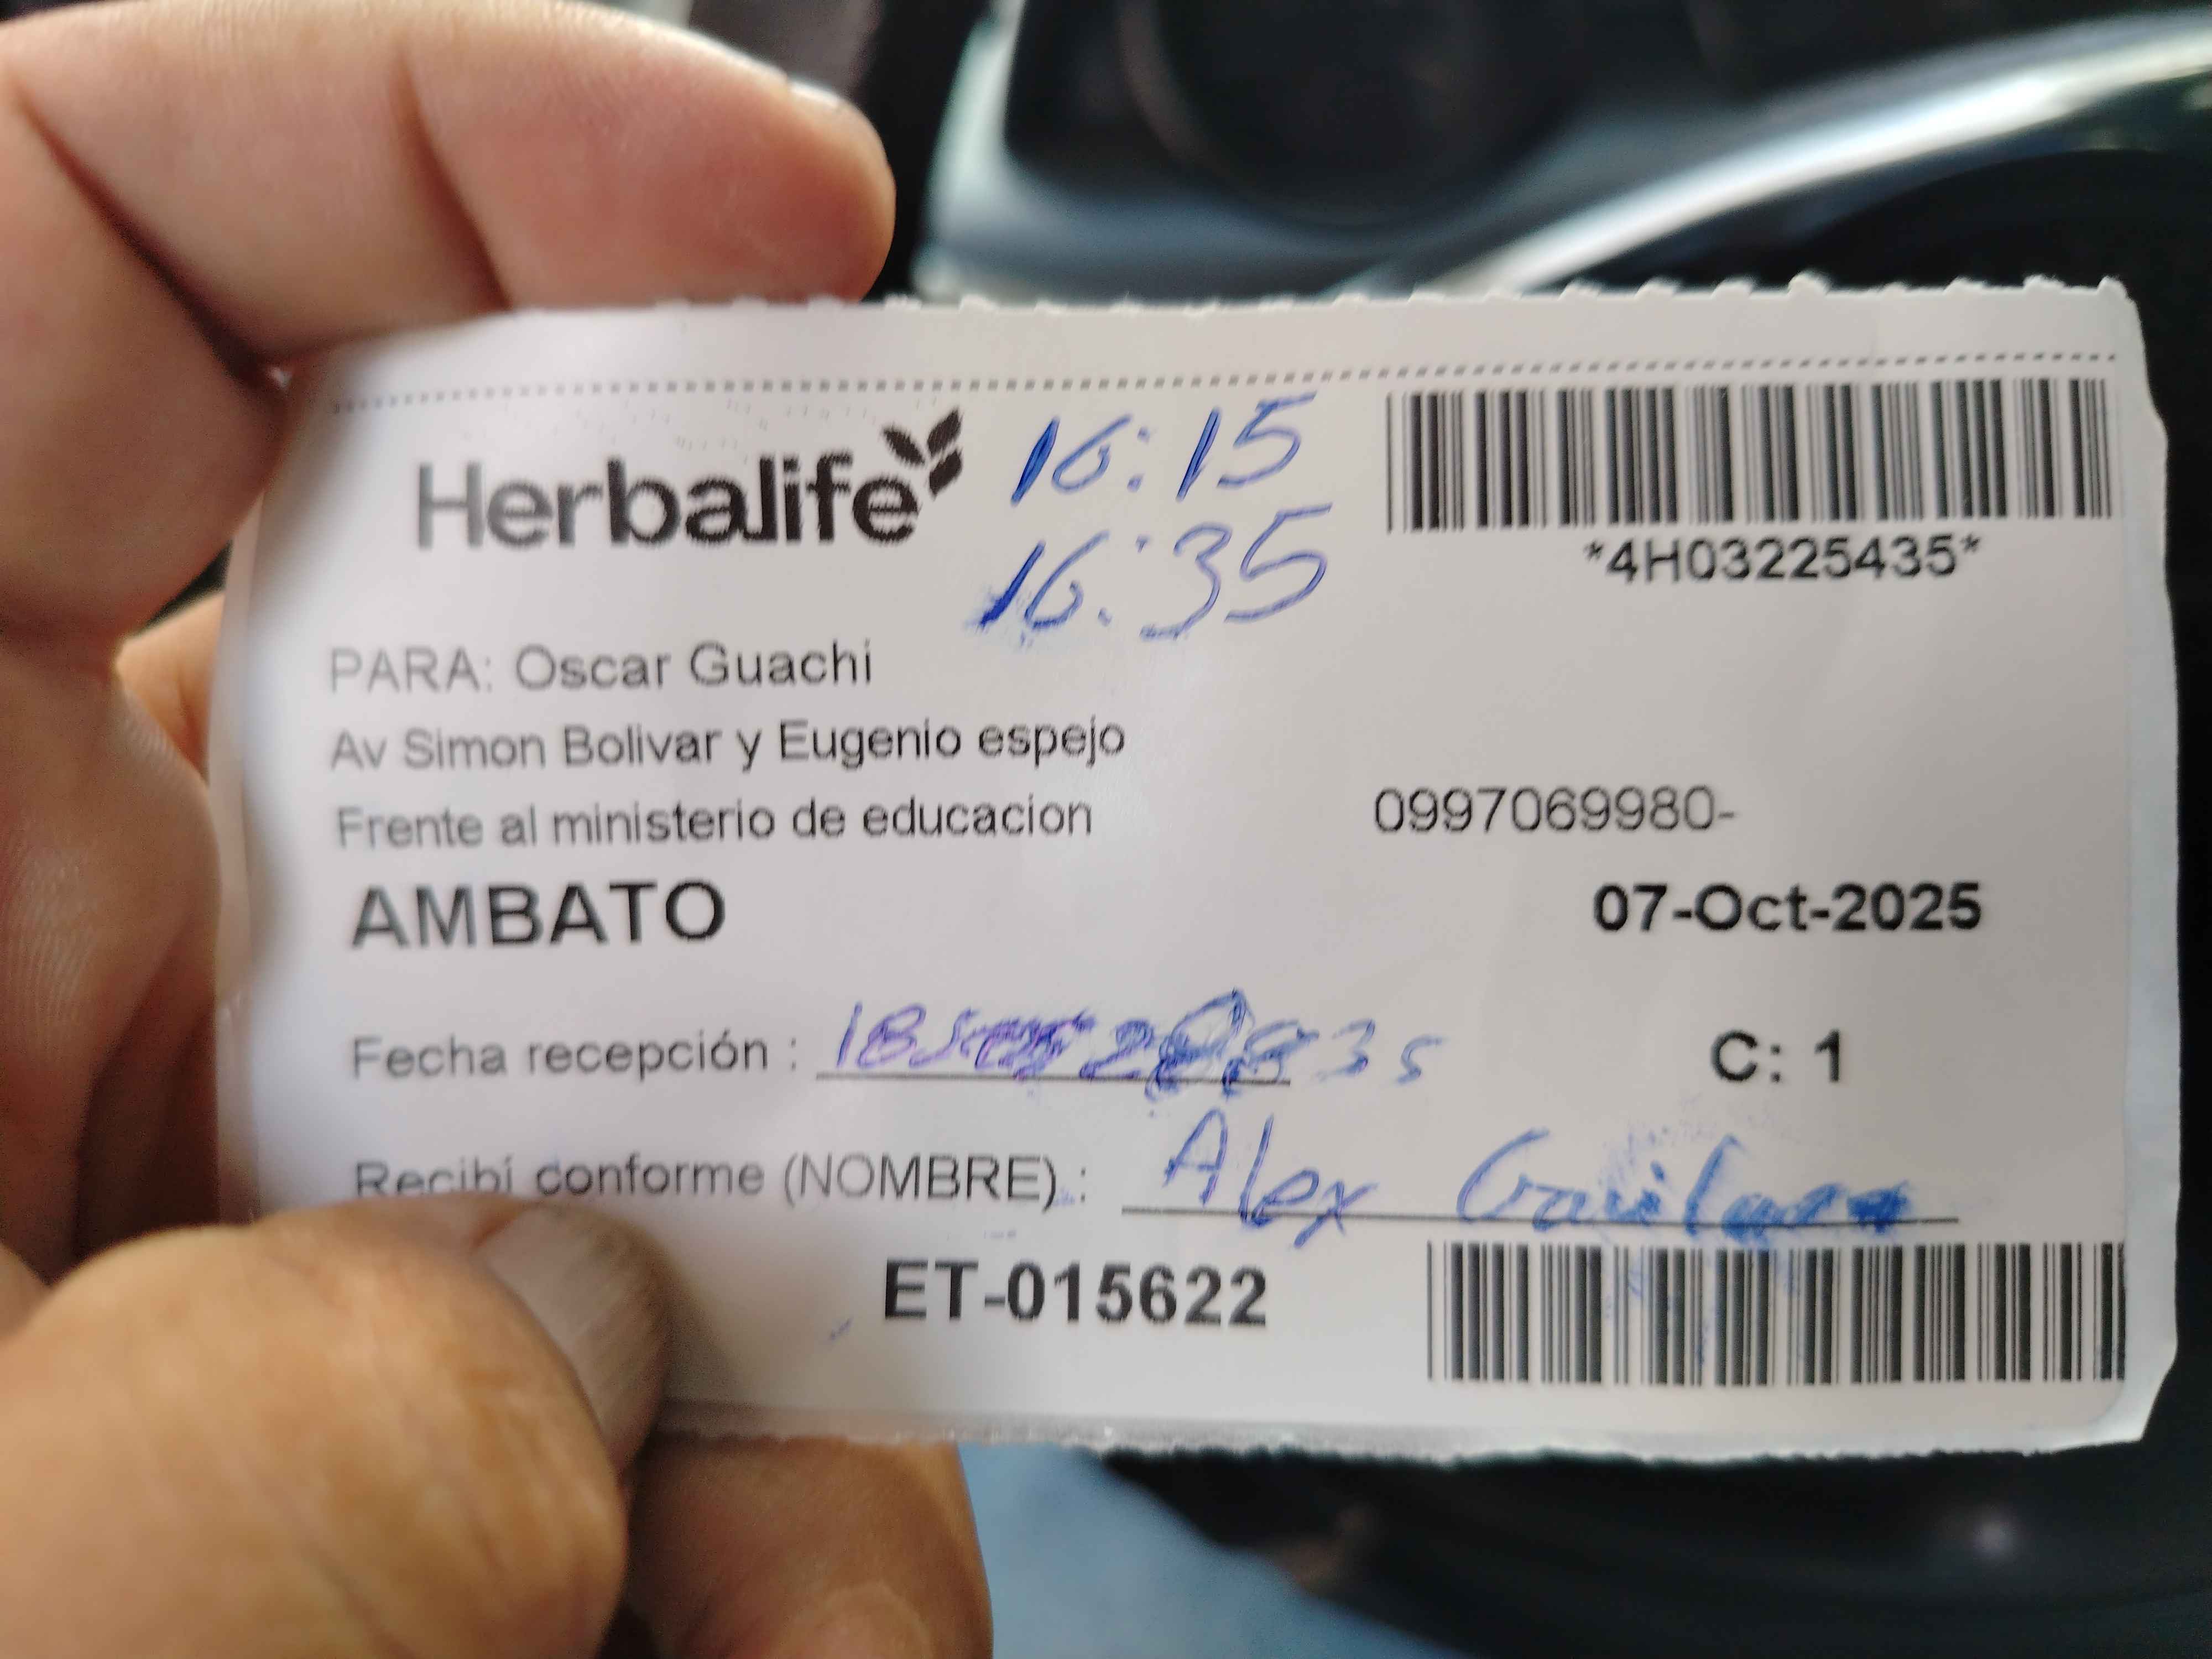 Herbalife
16:15
16:35
*4H03225435*
PARA: Oscar Guachi
Av Simon Bolivar y Eugenio espejo
Frente al ministerio de educacion
0997069980-
AMBATO
07-Oct-2025
Fecha recepción :
C: 1
Recibí conforme (NOMBRE) : Alex
ET-015622